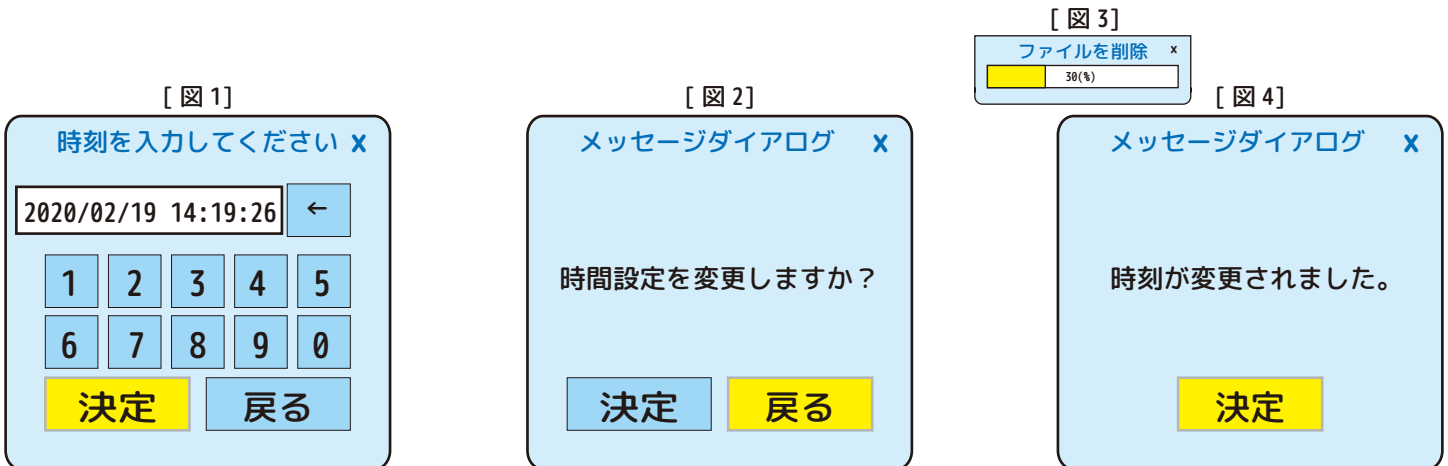 [図1]
時刻を入力してください x
2020/02/19 14:19:26 ←
1 2 3 4 5
6 7 8 9 0
決定 戻る
[図2]
メッセージダイアログ x
時間設定を変更しますか？
決定 戻る
[図3]
ファイルを削除 x
30(%)
[図4]
メッセージダイアログ x
時刻が変更されました。
決定